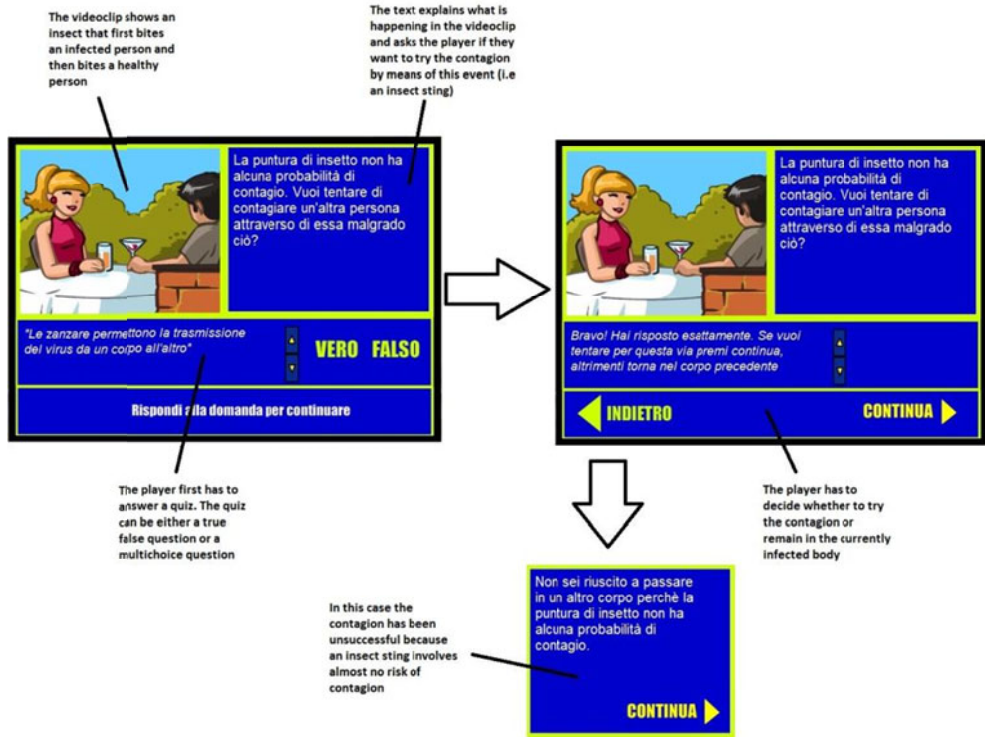 The videoclip shows an
insect that first bites
an infected person and
then bites a healthy
person
The text explains what is
happening in the videoclip
and asks the player if they
want to try the contagion
by means of this event (i.e
an insect sting)
La puntura di insetto non ha
alcuna probabilità di
contagio. Vuoi tentare di
contagiare un'altra persona
attraverso di essa malgrado
ciò?
"Le zanzare permettono la trasmissione
del virus da un corpo all'altro"
VERO FALSO
Rispondi alla domanda per continuare
La puntura di insetto non ha
alcuna probabilità di
contagio. Vuoi tentare di
contagiare un'altra persona
attraverso di essa malgrado
ciò?
Bravo! Hai risposto esattamente. Se vuoi
tentare per questa via premi continua,
altrimenti torna nel corpo precedente
INDIETRO
CONTINUA
The player first has to
answer a quiz. The quiz
can be either a true
false question or a
multichoice question
The player has to
decide whether to try
the contagion or
remain in the currently
infected body
In this case the
contagion has been
unsuccessful because
an insect sting involves
almost no risk of
contagion
Non sei riuscito a passare
in un altro corpo perchè la
puntura di insetto non ha
alcuna probabilità di
contagio.
CONTINUA